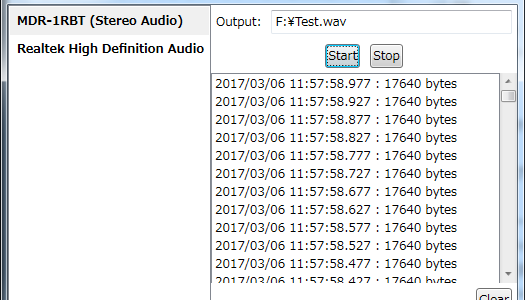 MDR-1RBT (Stereo Audio)
Realtek High Definition Audio
Output: F:¥Test.wav
Start Stop
2017/03/06 11:57:58.977 : 17640 bytes
2017/03/06 11:57:58.927 : 17640 bytes
2017/03/06 11:57:58.877 : 17640 bytes
2017/03/06 11:57:58.827 : 17640 bytes
2017/03/06 11:57:58.777 : 17640 bytes
2017/03/06 11:57:58.727 : 17640 bytes
2017/03/06 11:57:58.677 : 17640 bytes
2017/03/06 11:57:58.627 : 17640 bytes
2017/03/06 11:57:58.577 : 17640 bytes
2017/03/06 11:57:58.527 : 17640 bytes
2017/03/06 11:57:58.477 : 17640 bytes
2017/03/06 11:57:58.427 : 17640 bytes
Clear